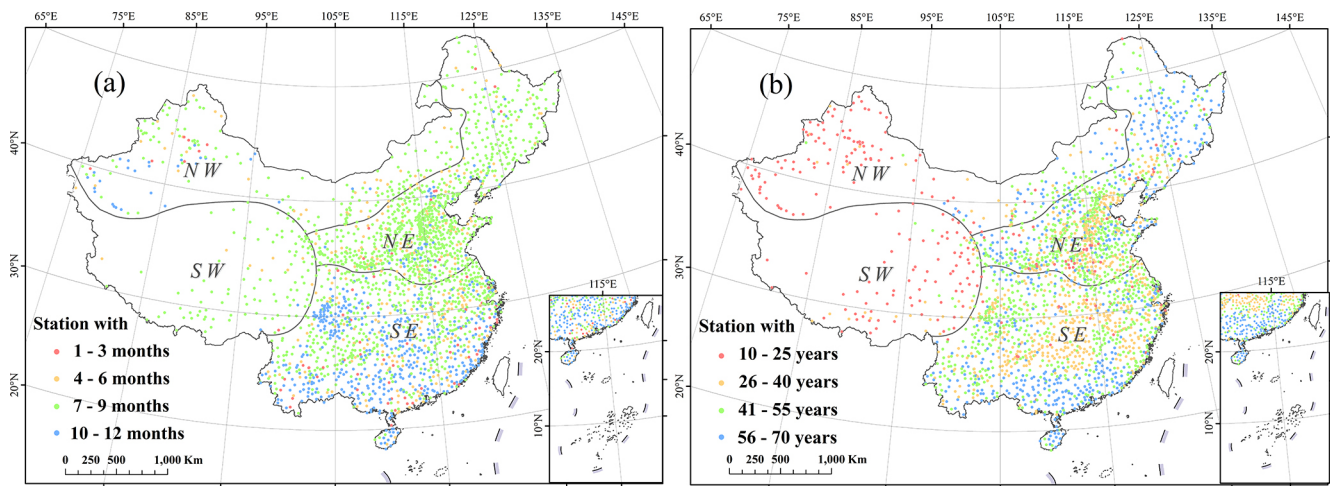 65°E 75°E 85°E 95°E 105°E 115°E 125°E 135°E 145°E
(a)
40°N
NW
NE
30°N
SW
SE
115°E
Station with
1 - 3 months
4 - 6 months
7 - 9 months
10 - 12 months
20°N
20°N
10°N
0 250 500 1,000 Km
65°E 75°E 85°E 95°E 105°E 115°E 125°E 135°E 145°E
(b)
40°N
NW
NE
30°N
SW
SE
115°E
Station with
10 - 25 years
26 - 40 years
41 - 55 years
56 - 70 years
20°N
20°N
10°N
0 250 500 1,000 Km